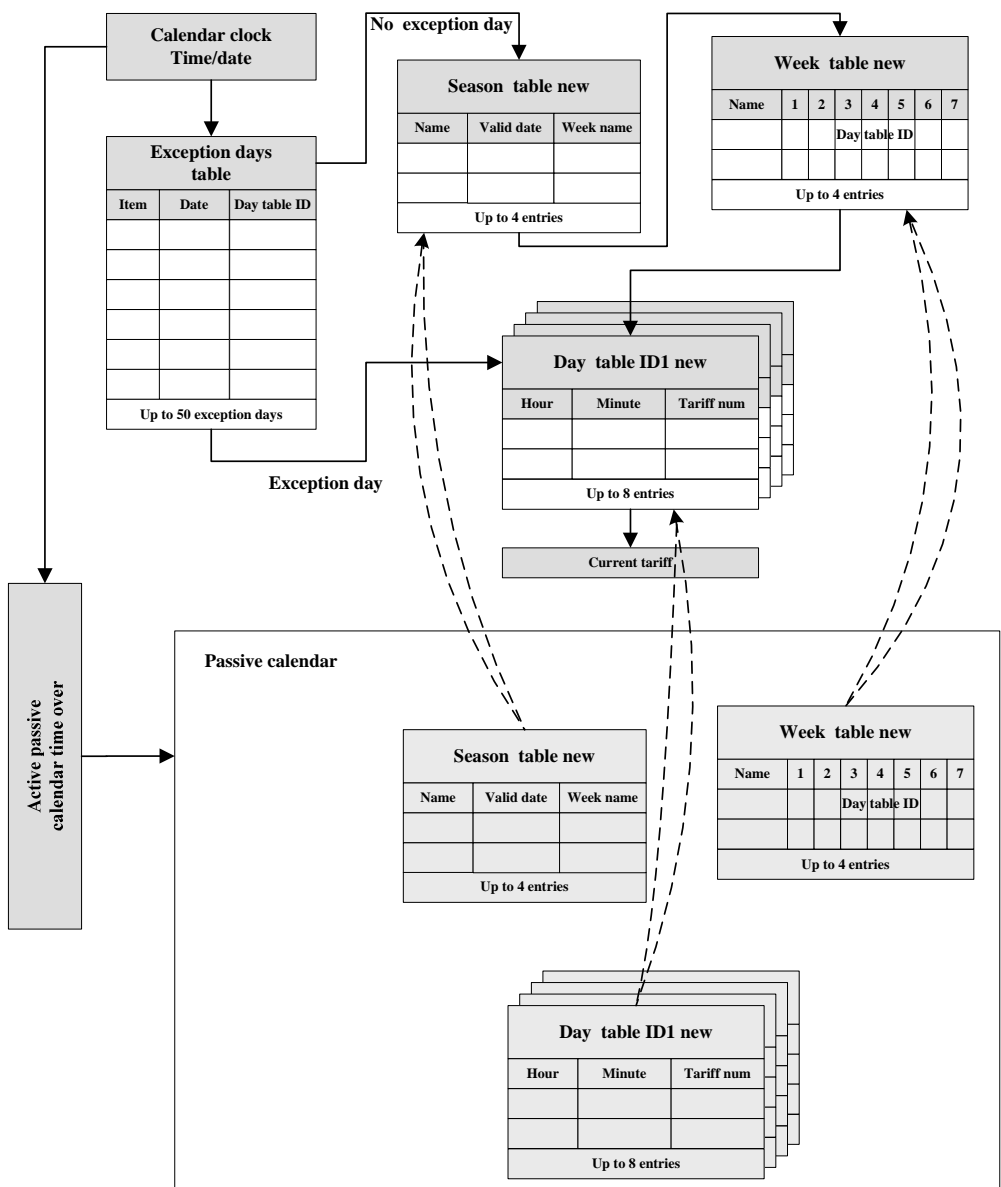 Calendar clock
Time/date
No exception day
Season table new
Name Valid date Week name
Up to 4 entries
Week table new
Name 1 2 3 4 5 6 7
Day table ID
Up to 4 entries
Exception days
table
Item Date Day table ID
Up to 50 exception days
Exception day
Day table ID1 new
Hour Minute Tariff num
Up to 8 entries
Current tariff
Active passive
calendar time over
Passive calendar
Season table new
Name Valid date Week name
Up to 4 entries
Week table new
Name 1 2 3 4 5 6 7
Day table ID
Up to 4 entries
Day table ID1 new
Hour Minute Tariff num
Up to 8 entries